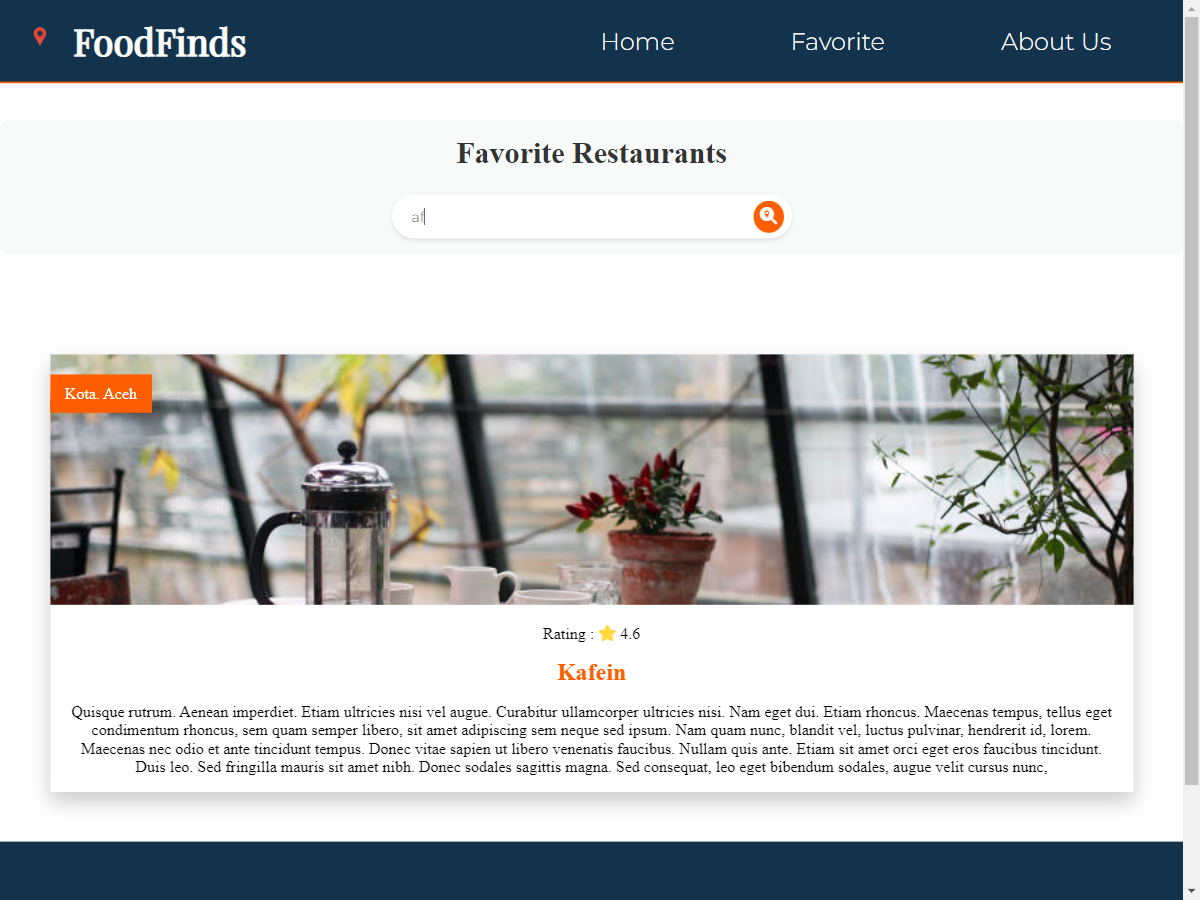 FoodFinds
Home
Favorite
About Us
Favorite Restaurants
af
Kota. Aceh
Rating : ⭐ 4.6
Kafein
Quisque rutrum. Aenean imperdiet. Etiam ultricies nisi vel augue. Curabitur ullamcorper ultricies nisi. Nam eget dui. Etiam rhoncus. Maecenas tempus, tellus eget
condimentum rhoncus, sem quam semper libero, sit amet adipiscing sem neque sed ipsum. Nam quam nunc, blandit vel, luctus pulvinar, hendrerit id, lorem.
Maecenas nec odio et ante tincidunt tempus. Donec vitae sapien ut libero venenatis faucibus. Nullam quis ante. Etiam sit amet orci eget eros faucibus tincidunt.
Duis leo. Sed fringilla mauris sit amet nibh. Donec sodales sagittis magna. Sed consequat, leo eget bibendum sodales, augue velit cursus nunc,